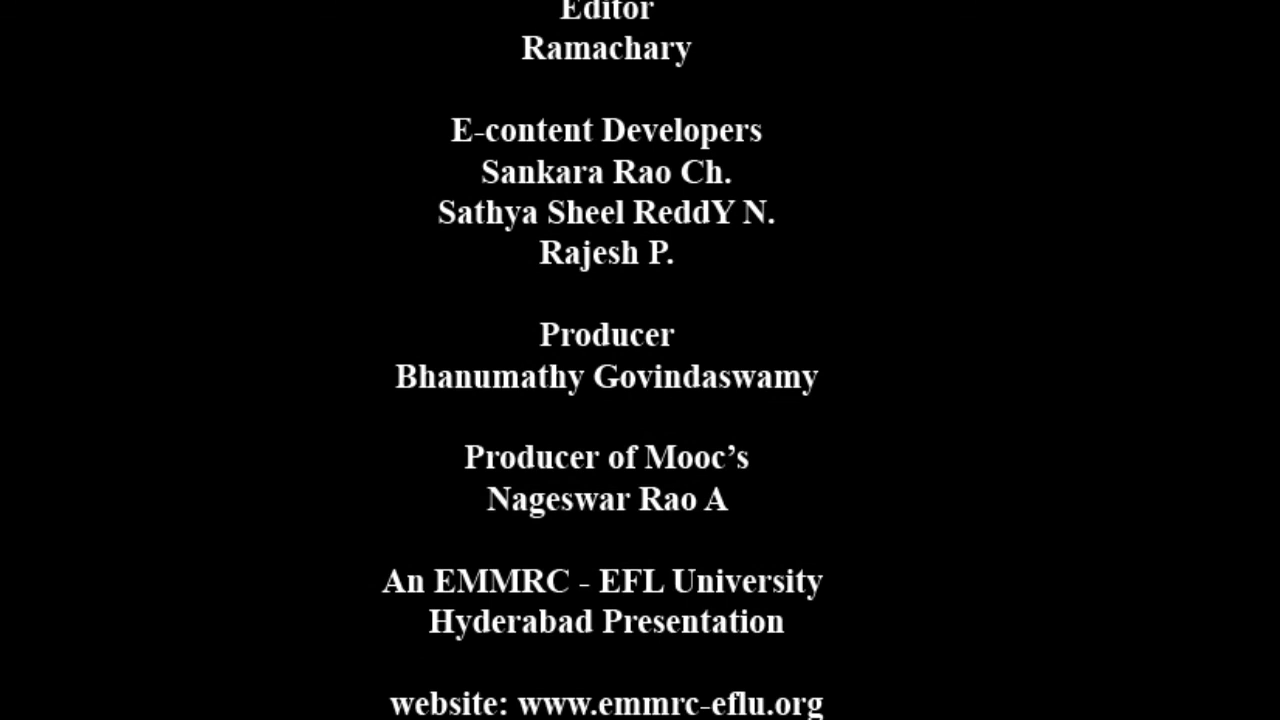 Editor
Ramachary
E-content Developers
Sankara Rao Ch.
Sathya Sheel ReddY N.
Rajesh P.
Producer
Bhanumathy Govindaswamy
Producer of Mooc’s
Nageswar Rao A
An EMMRC - EFL University
Hyderabad Presentation
website: www.emmrc-eflu.org